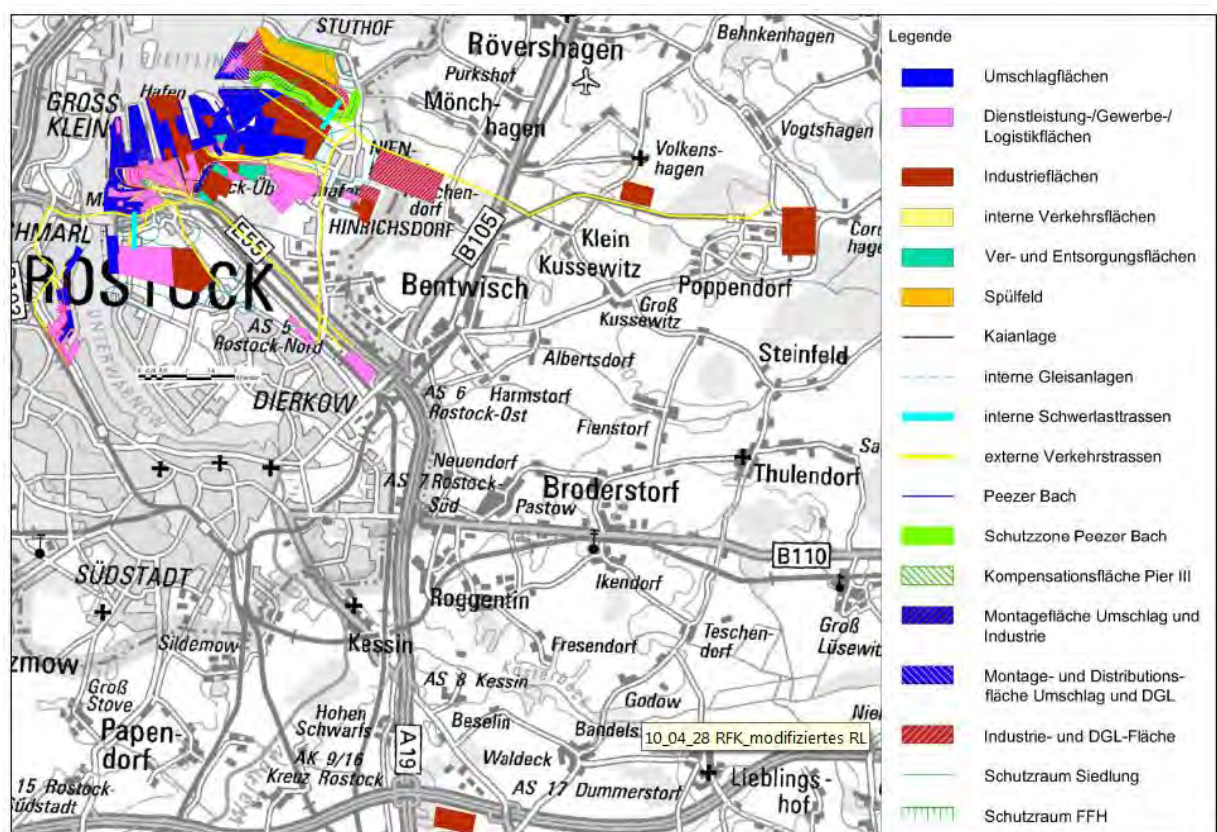 STUTHOF
Rövershagen
Behnkenhagen
Purkshof
Mönch-
hagen
GROSS
KLEIN
Hafen
Vogtshagen
Volkens-
hagen
HINRICHSDORF
dorf
B105
E55
ROSTOCK
Klein
Kussewitz
Bentwisch
Poppendorf
Groß
Kussewitz
AS 5
Rostock-Nord
UNTERWARNOW
Albertsdorf
Steinfeld
DIERKOW
AS 6
Rostock-Ost
Harmstorf
Fienstorf
Neuendorf
AS 7 Rostock-
Süd
Pastow
Broderstorf
Thulendorf
B110
SÜDSTADT
Ikendorf
Roggentin
Groß
Lüsewitz
Sildemow
Kessin
Fresendorf
Teschen-
dorf
Groß
Stove
AS 8 Kessin
Godow
Papen-
dorf
Hohen
Schwarfs
Beselin
10_04_28 RFK_modifiziertes RL
A19
AK 9/16
Kreuz Rostock
Waldeck
Lieblings-
hof
15 Rostock-
Südstadt
AS 17 Dummerstorf
Legende
Umschlagflächen
Dienstleistung-/Gewerbe-/
Logistikflächen
Industrieflächen
interne Verkehrsflächen
Ver- und Entsorgungsflächen
Spülfeld
Kaianlage
interne Gleisanlagen
interne Schwerlasttrassen
externe Verkehrstrassen
Peezer Bach
Schutzzone Peezer Bach
Kompensationsfläche Pier III
Montagefläche Umschlag und
Industrie
Montage- und Distributions-
fläche Umschlag und DGL
Industrie- und DGL-Fläche
Schutzraum Siedlung
Schutzraum FFH